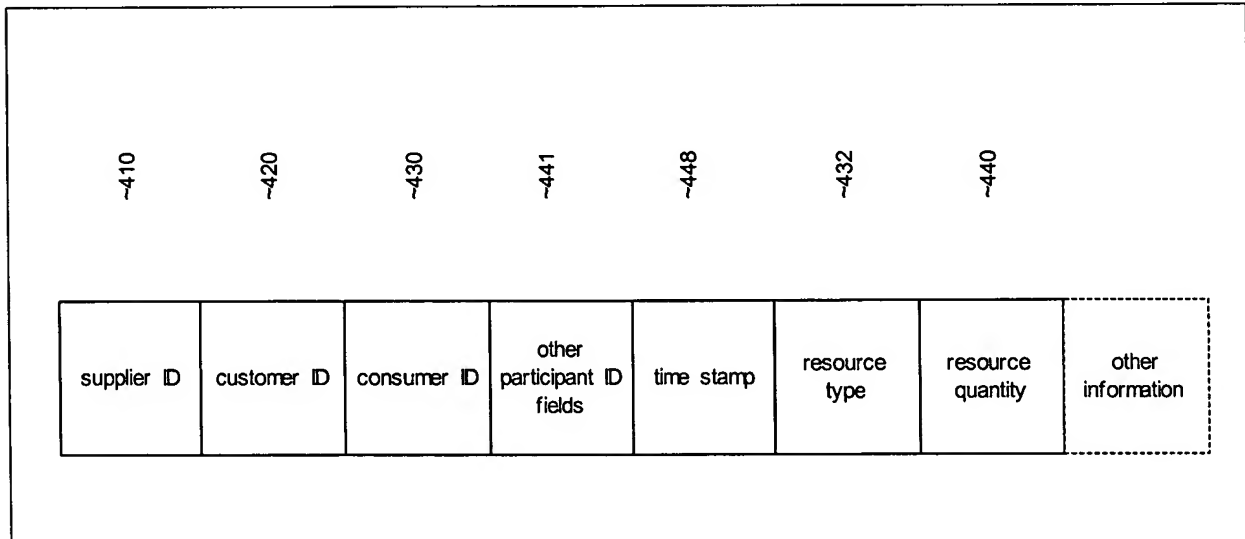 ~410
~420
~430
~441
~448
~432
~440
supplier ID
customer ID
consumer ID
other
participant ID
fields
time stamp
resource
type
resource
quantity
other
information